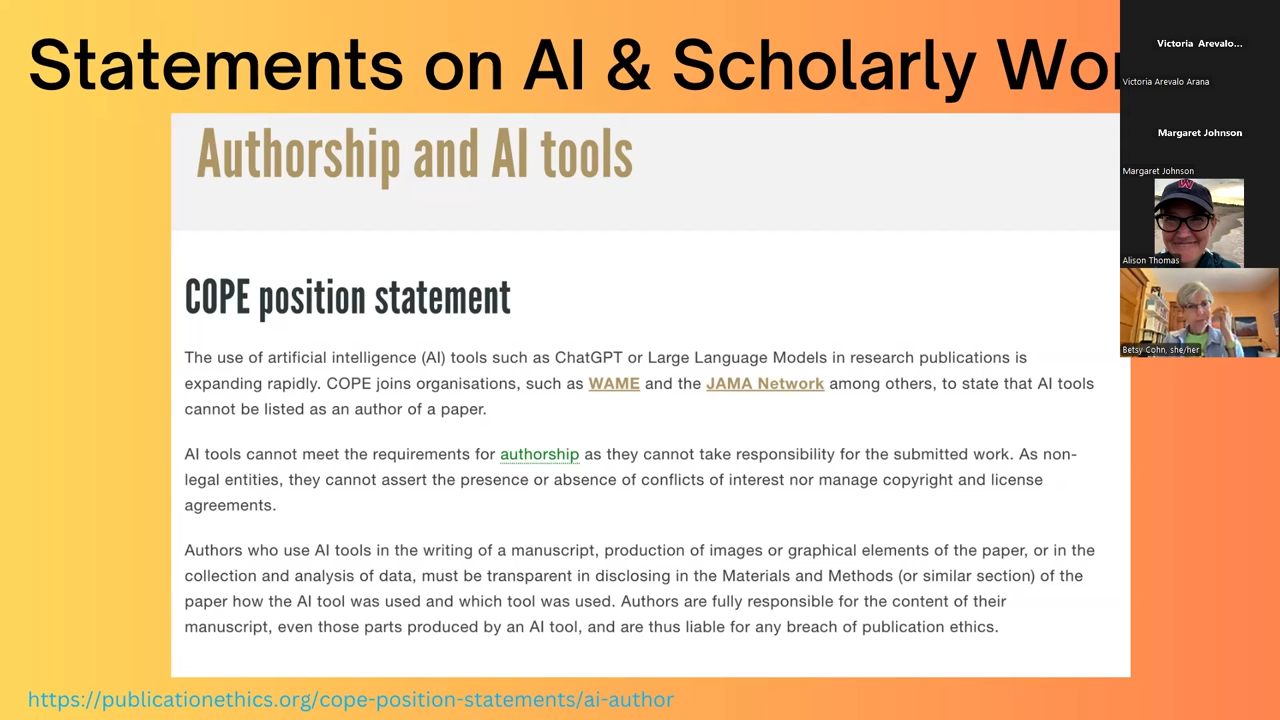 Statements on AI & Scholarly Wor
Authorship and AI tools
COPE position statement
The use of artificial intelligence (AI) tools such as ChatGPT or Large Language Models in research publications is
expanding rapidly. COPE joins organisations, such as WAME and the JAMA Network among others, to state that AI tools
cannot be listed as an author of a paper.
AI tools cannot meet the requirements for authorship as they cannot take responsibility for the submitted work. As non-
legal entities, they cannot assert the presence or absence of conflicts of interest nor manage copyright and license
agreements.
Authors who use AI tools in the writing of a manuscript, production of images or graphical elements of the paper, or in the
collection and analysis of data, must be transparent in disclosing in the Materials and Methods (or similar section) of the
paper how the AI tool was used and which tool was used. Authors are fully responsible for the content of their
manuscript, even those parts produced by an AI tool, and are thus liable for any breach of publication ethics.
https://publicationethics.org/cope-position-statements/ai-author
Victoria Arevalo...
Victoria Arevalo Arana
Margaret Johnson
Margaret Johnson
W
Alison Thomas
Betsy Cohn, she/her